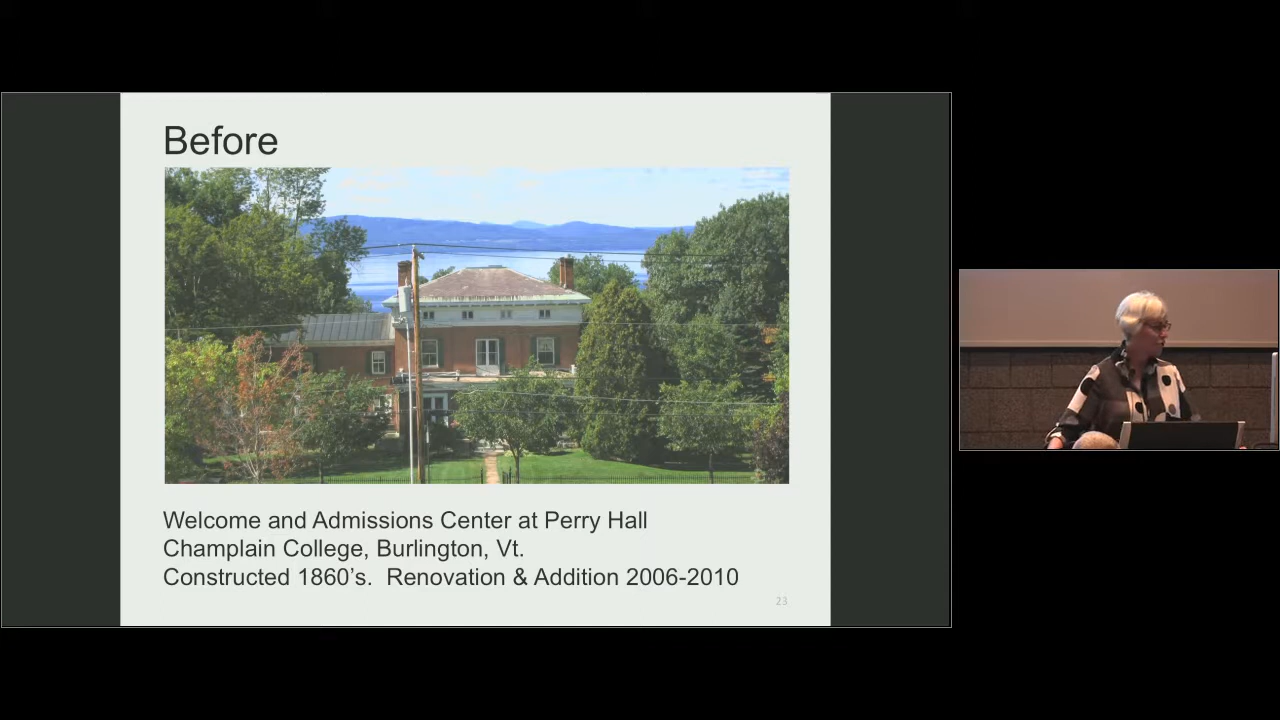 Before
Welcome and Admissions Center at Perry Hall
Champlain College, Burlington, Vt.
Constructed 1860’s.  Renovation & Addition 2006-2010
23